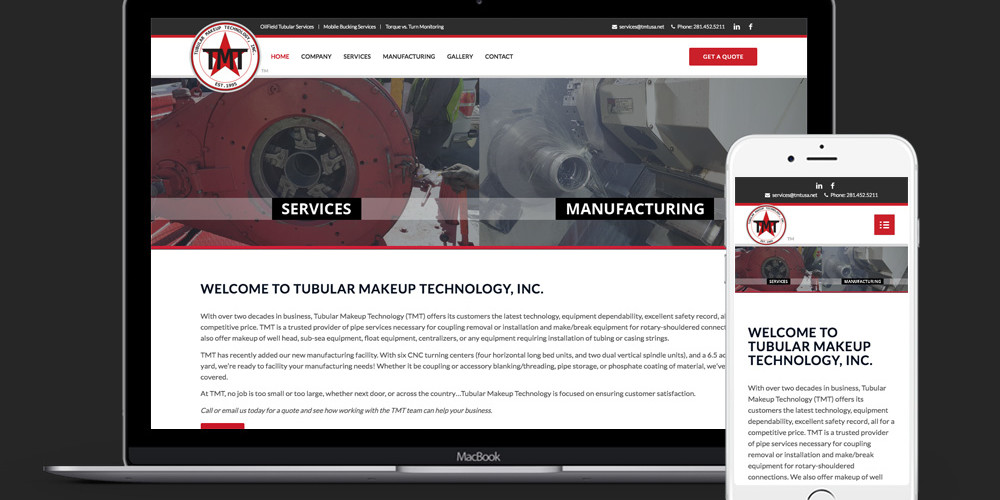 OilField Tubular Services | Mobile Bucking Services | Torque vs. Turn Monitoring
services@tmtusa.net Phone: 281.452.5211
TUBULAR MAKEUP TECHNOLOGY, INC.
TMT
EST. 1995
TM
HOME COMPANY SERVICES MANUFACTURING GALLERY CONTACT
GET A QUOTE
SERVICES
MANUFACTURING
WELCOME TO TUBULAR MAKEUP TECHNOLOGY, INC.
With over two decades in business, Tubular Makeup Technology (TMT) offers its customers the latest technology, equipment dependability, excellent safety record, al
competitive price. TMT is a trusted provider of pipe services necessary for coupling removal or installation and make/break equipment for rotary-shouldered connect
also offer makeup of well head, sub-sea equipment, float equipment, centralizers, or any equipment requiring installation of tubing or casing strings.
TMT has recently added our new manufacturing facility. With six CNC turning centers (four horizontal long bed units, and two dual vertical spindle units), and a 6.5 ac
yard, we're ready to facility your manufacturing needs! Whether it be coupling or accessory blanking/threading, pipe storage, or phosphate coating of material, we've
covered.
At TMT, no job is too small or too large, whether next door, or across the country...Tubular Makeup Technology is focused on ensuring customer satisfaction.
Call or email us today for a quote and see how working with the TMT team can help your business.
MacBook
in f
services@tmtusa.net Phone: 281.452.5211
TMT
TM
SERVICES
MANUFACTURING
WELCOME TO
TUBULAR MAKEUP
TECHNOLOGY, INC.
With over two decades in business, Tubular
Makeup Technology (TMT) offers its
customers the latest technology, equipment
dependability, excellent safety record, all for a
competitive price. TMT is a trusted provider
of pipe services necessary for coupling
removal or installation and make/break
equipment for rotary-shouldered
connections. We also offer makeup of well